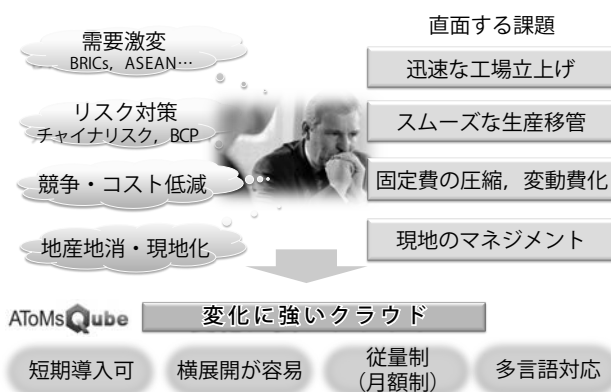 需要激変
BRICs, ASEAN…
リスク対策
チャイナリスク, BCP
競争・コスト低減
地産地消・現地化
直面する課題
迅速な工場立上げ
スムーズな生産移管
固定費の圧縮, 変動費化
現地のマネジメント
AToMsQube
変化に強いクラウド
短期導入可
横展開が容易
従量制
(月額制)
多言語対応